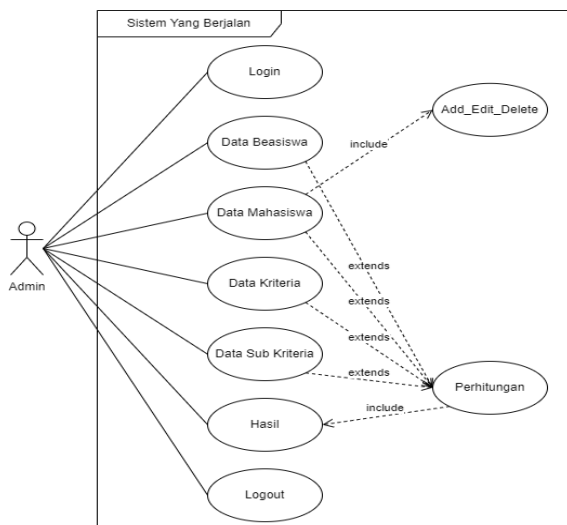 Sistem Yang Berjalan
Login
Add_Edit_Delete
Data Beasiswa
include
Data Mahasiswa
Admin
extends
Data Kriteria
extends
extends
Data Sub Kriteria
extends
Perhitungan
include
Hasil
Logout